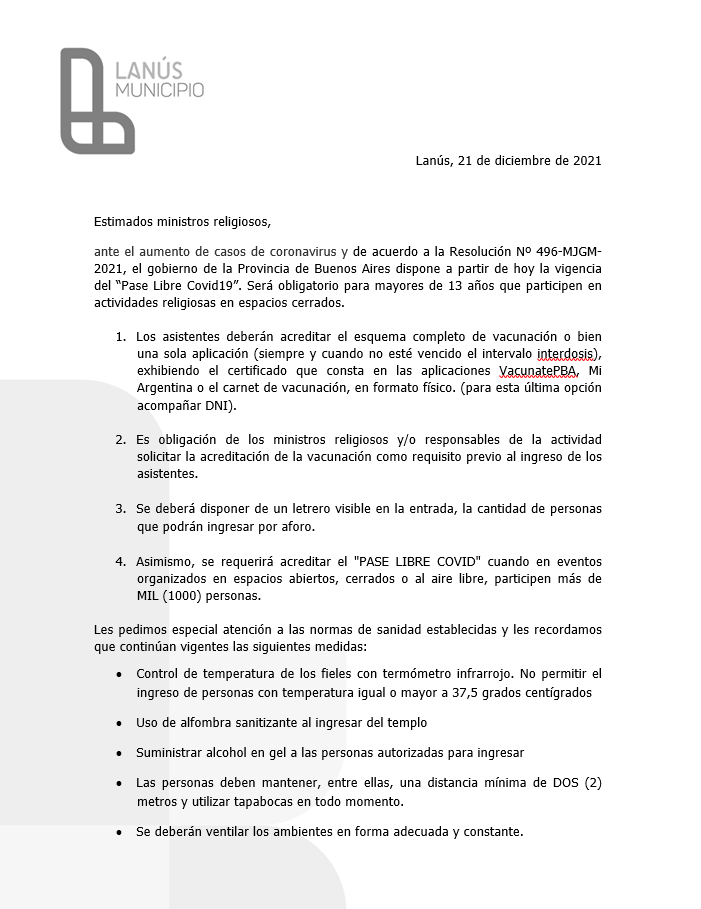 LANÚS
MUNICIPIO
Lanús, 21 de diciembre de 2021
Estimados ministros religiosos,
ante el aumento de casos de coronavirus y de acuerdo a la Resolución Nº 496-MJGM-
2021, el gobierno de la Provincia de Buenos Aires dispone a partir de hoy la vigencia
del “Pase Libre Covid19”. Será obligatorio para mayores de 13 años que participen en
actividades religiosas en espacios cerrados.
1. Los asistentes deberán acreditar el esquema completo de vacunación o bien
una sola aplicación (siempre y cuando no esté vencido el intervalo interdosis),
exhibiendo el certificado que consta en las aplicaciones VacunatePBA, Mi
Argentina o el carnet de vacunación, en formato físico. (para esta última opción
acompañar DNI).
2. Es obligación de los ministros religiosos y/o responsables de la actividad
solicitar la acreditación de la vacunación como requisito previo al ingreso de los
asistentes.
3. Se deberá disponer de un letrero visible en la entrada, la cantidad de personas
que podrán ingresar por aforo.
4. Asimismo, se requerirá acreditar el "PASE LIBRE COVID" cuando en eventos
organizados en espacios abiertos, cerrados o al aire libre, participen más de
MIL (1000) personas.
Les pedimos especial atención a las normas de sanidad establecidas y les recordamos
que continúan vigentes las siguientes medidas:
• Control de temperatura de los fieles con termómetro infrarrojo. No permitir el
ingreso de personas con temperatura igual o mayor a 37,5 grados centígrados
• Uso de alfombra sanitizante al ingresar del templo
• Suministrar alcohol en gel a las personas autorizadas para ingresar
• Las personas deben mantener, entre ellas, una distancia mínima de DOS (2)
metros y utilizar tapabocas en todo momento.
• Se deberán ventilar los ambientes en forma adecuada y constante.